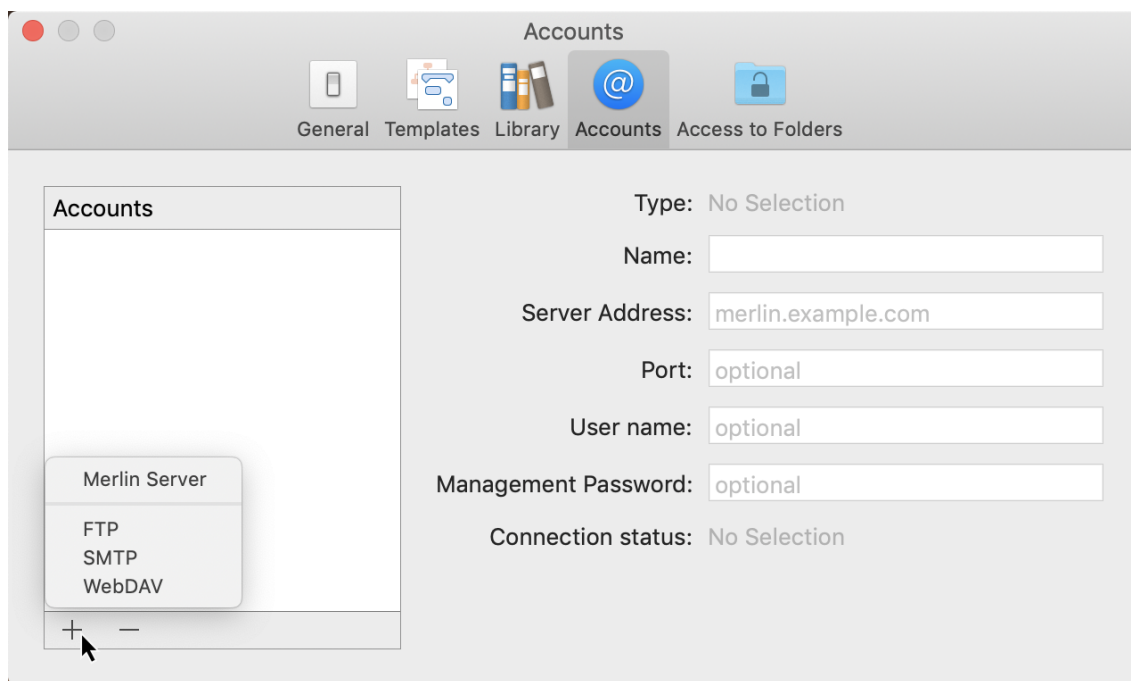 Accounts
General Templates Library Accounts Access to Folders
Accounts
Type: No Selection
Name:
Server Address: merlin.example.com
Port: optional
User name: optional
Management Password: optional
Connection status: No Selection
Merlin Server
FTP
SMTP
WebDAV